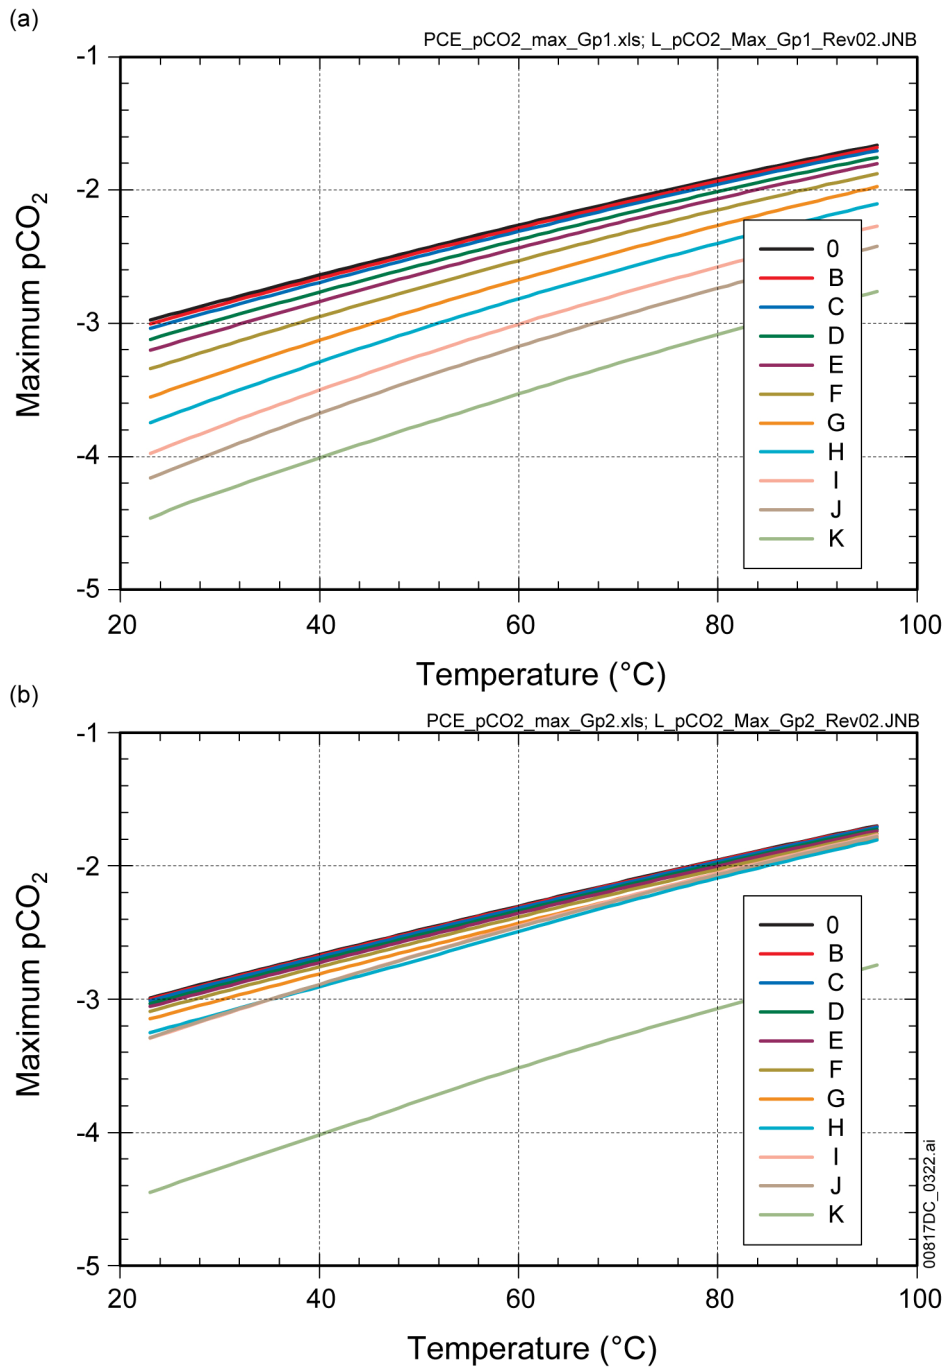 (a)
PCE_pCO2_max_Gp1.xls; L_pCO2_Max_Gp1_Rev02.JNB
-1
-2
-3
-4
-5
Maximum pCO2
0
B
C
D
E
F
G
H
I
J
K
20 40 60 80 100
Temperature (°C)
(b)
PCE_pCO2_max_Gp2.xls; L_pCO2_Max_Gp2_Rev02.JNB
-1
-2
-3
-4
-5
Maximum pCO2
0
B
C
D
E
F
G
H
I
J
K
00817DC_0322.ai
20 40 60 80 100
Temperature (°C)